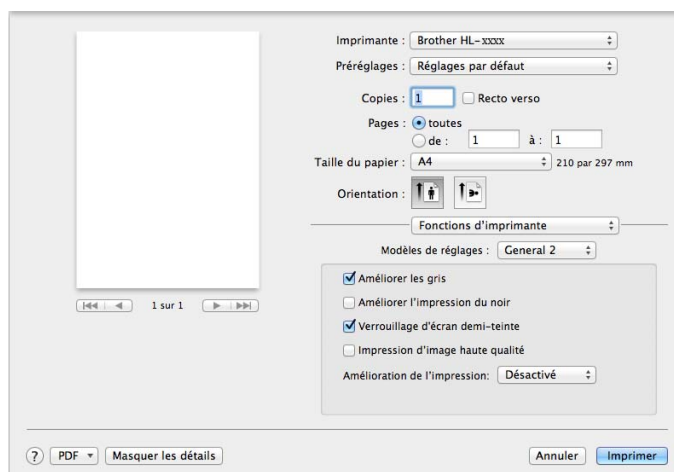 Imprimante : Brother HL-xxxx
Préréglages : Réglages par défaut
Copies : 1 Recto verso
Pages : toutes
de : 1 à : 1
Taille du papier : A4 210 par 297 mm
Orientation :
Fonctions d'imprimante
Modèles de réglages : General 2
Améliorer les gris
1 sur 1
Améliorer l'impression du noir
Verrouillage d'écran demi-teinte
Impression d'image haute qualité
Amélioration de l'impression: Désactivé
? PDF Masquer les détails Annuler Imprimer